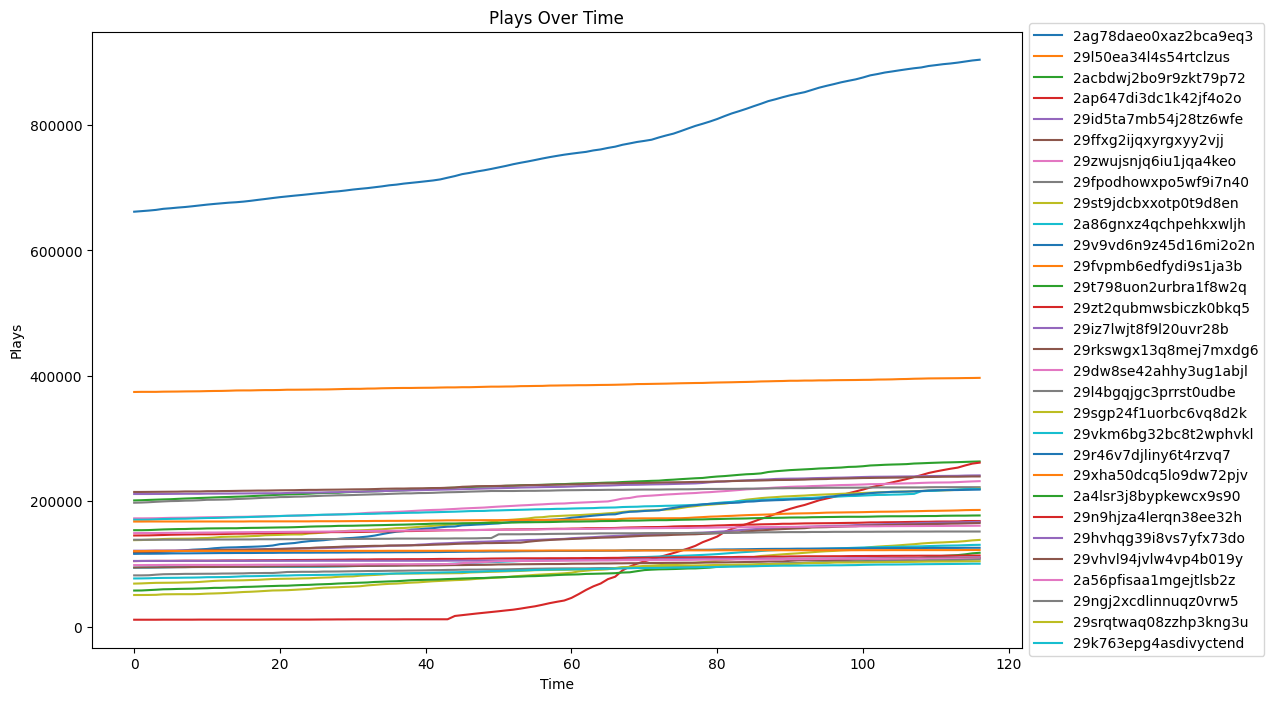 Plays Over Time
800000
600000
400000
200000
0
Plays
0 20 40 60 80 100 120
Time
2ag78daeo0xaz2bca9eq3
29l50ea34l4s54rtclzus
2acbdwj2bo9r9zkt79p72
2ap647di3dc1k42jf4o2o
29id5ta7mb54j28tz6wfe
29ffxg2ijqxyrgxyy2vjj
29zwujsnjq6iu1jqa4keo
29fpodhowxpo5wf9i7n40
29st9jdcbxxotp0t9d8en
2a86gnxz4qchpehkxwljh
29v9vd6n9z45d16mi2o2n
29fvpmb6edfydi9s1ja3b
29t798uon2urbra1f8w2q
29zt2qubmwsbiczk0bkq5
29iz7lwjt8f9l20uvr28b
29rkswgx13q8mej7mxdg6
29dw8se42ahhy3ug1abjl
29l4bgqjgc3prrst0udbe
29sgp24f1uorbc6vq8d2k
29vkm6bg32bc8t2wphvkl
29r46v7djliny6t4rzvq7
29xha50dcq5lo9dw72pjv
2a4lsr3j8bypkewcx9s90
29n9hjza4lerqn38ee32h
29hvhqg39i8vs7yfx73do
29vhvl94jvlw4vp4b019y
2a56pfisaa1mgejtlsb2z
29ngj2xcdlinnuqz0vrw5
29srqtwaq08zzhp3kng3u
29k763epg4asdivyctend